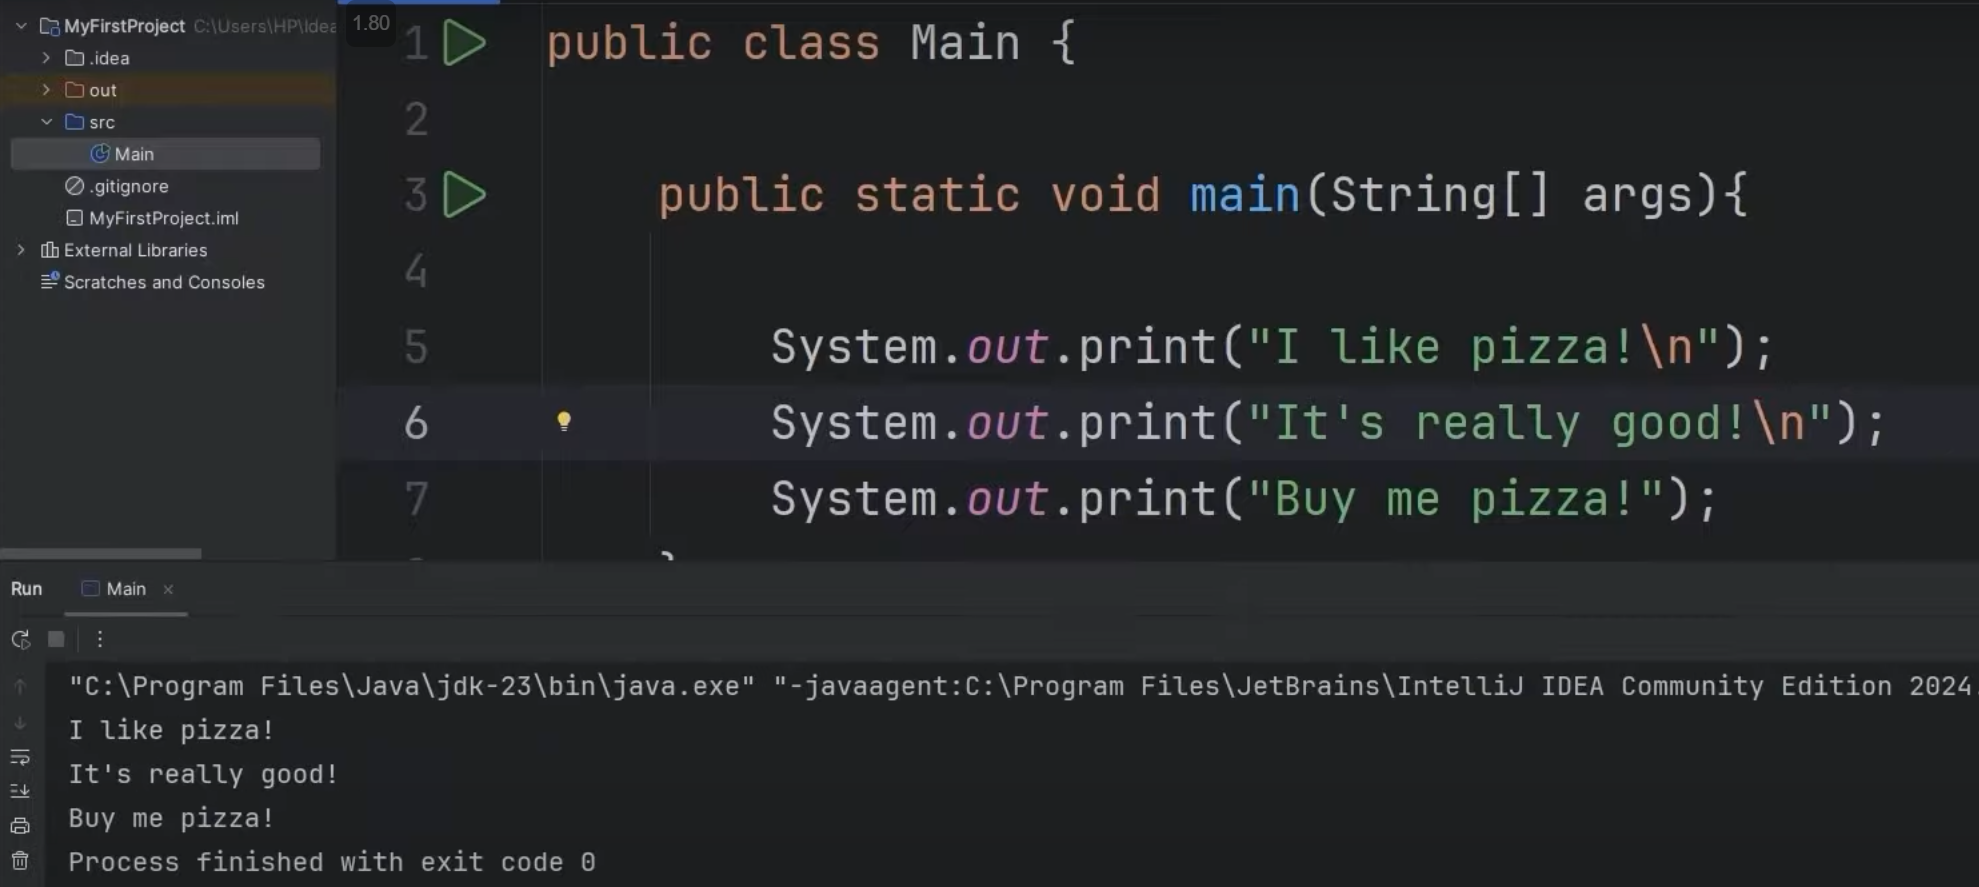 MyFirstProject C:\Users\HP\Idea
.idea
out
src
Main
.gitignore
MyFirstProject.iml
External Libraries
Scratches and Consoles
1.80
1 public class Main {
2
3 public static void main(String[] args){
4
5 System.out.print("I like pizza!\n");
6 System.out.print("It's really good!\n");
7 System.out.print("Buy me pizza!");
}
Run Main
"C:\Program Files\Java\jdk-23\bin\java.exe" "-javaagent:C:\Program Files\JetBrains\IntelliJ IDEA Community Edition 2024
I like pizza!
It's really good!
Buy me pizza!
Process finished with exit code 0